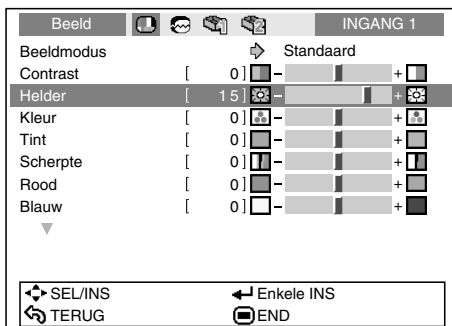 Beeld INGANG 1
Beeldmodus Standaard
Contrast [ 0] - +
Helder [ 15] - +
Kleur [ 0] - +
Tint [ 0] - +
Scherpte [ 0] - +
Rood [ 0] - +
Blauw [ 0] - +
SEL/INS Enkele INS
TERUG END